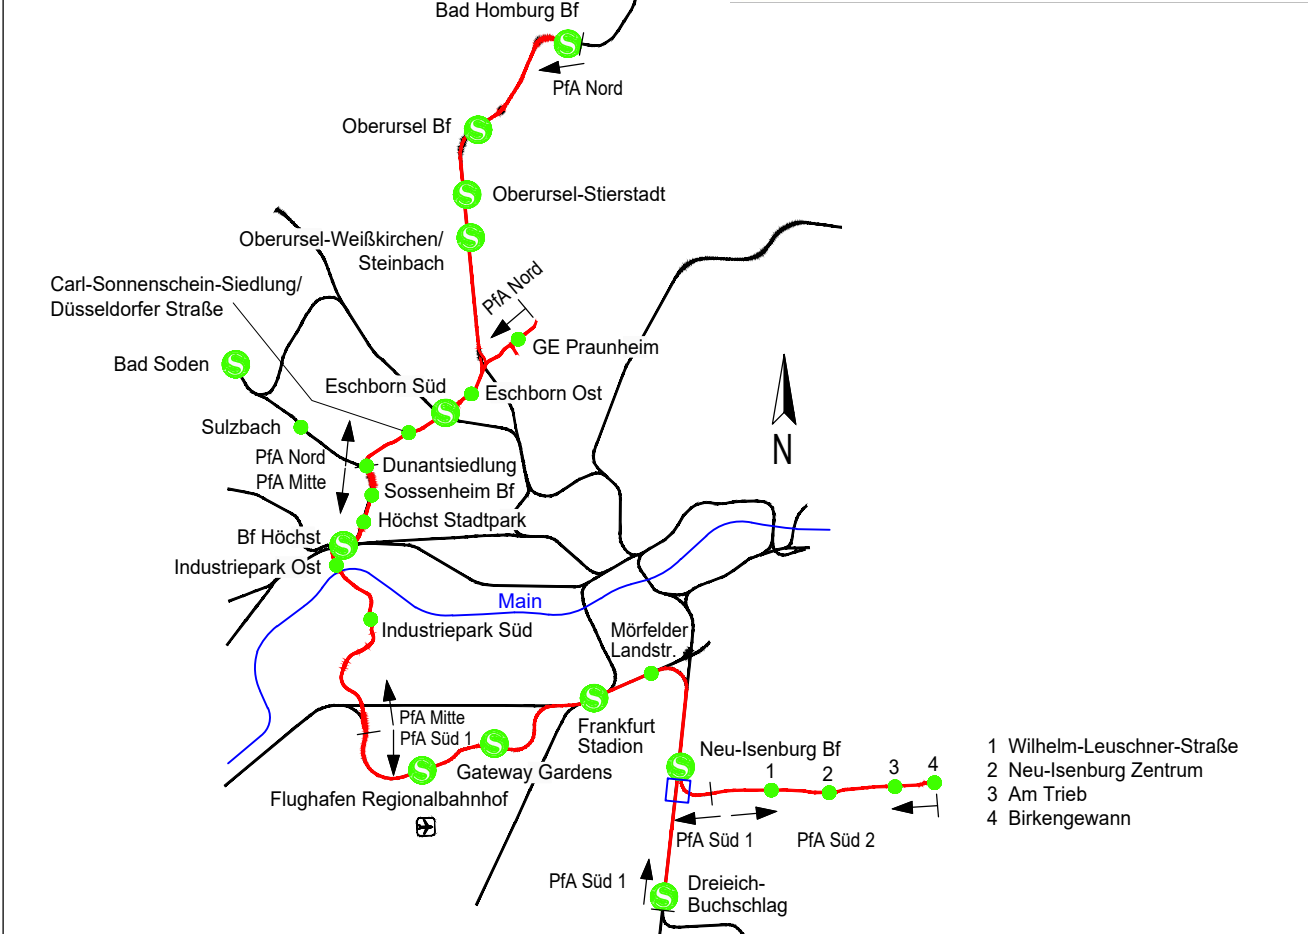 Bad Homburg Bf
PfA Nord
Oberursel Bf
Oberursel-Stierstadt
Oberursel-Weißkirchen/
Steinbach
PfA Nord
Carl-Sonnenschein-Siedlung/
Düsseldorfer Straße
GE Praunheim
Bad Soden
Eschborn Süd
Eschborn Ost
Sulzbach
PfA Nord
PfA Mitte
Dunantsiedlung
Sossenheim Bf
N
Höchst Stadtpark
Bf Höchst
Industriepark Ost
Main
Industriepark Süd
Mörfelder
Landstr.
PfA Mitte
PfA Süd 1
Frankfurt
Stadion
Gateway Gardens
Flughafen Regionalbahnhof
Neu-Isenburg Bf
1 2 3 4
PfA Süd 1
PfA Süd 2
PfA Süd 1
Dreieich-
Buchschlag
1 Wilhelm-Leuschner-Straße
2 Neu-Isenburg Zentrum
3 Am Trieb
4 Birkengewann